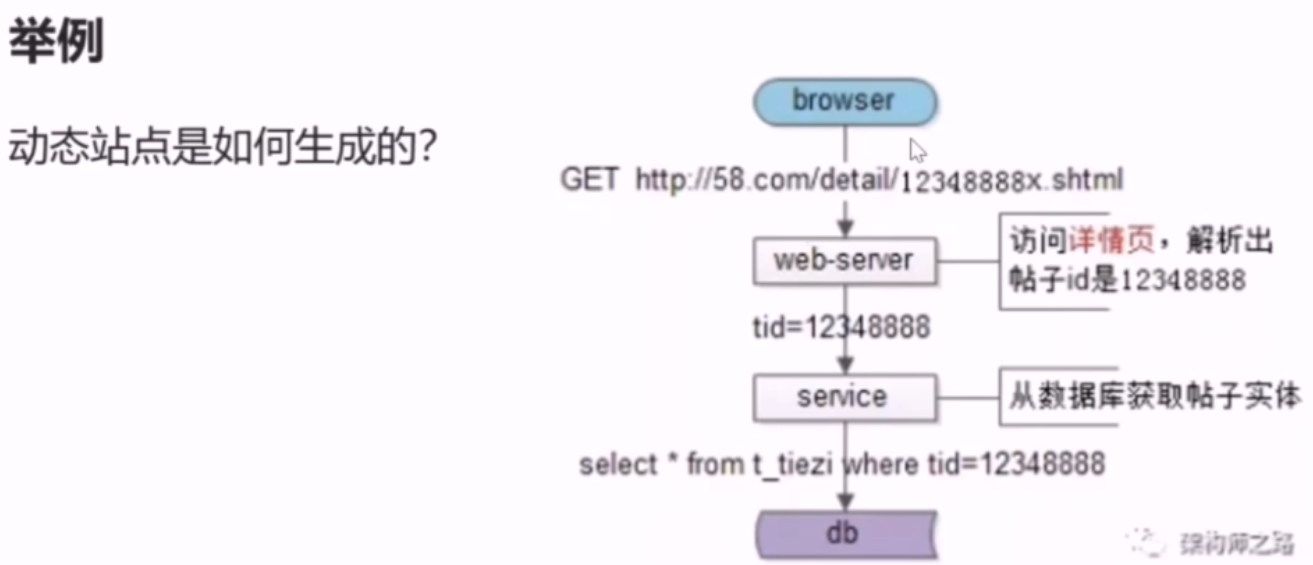 举例
动态站点是如何生成的？
browser
GET http://58.com/detail/12348888x.shtml
web-server
访问详情页，解析出
帖子id是12348888
tid=12348888
service
从数据库获取帖子实体
select * from t_tiezi where tid=12348888
db
架构师之路